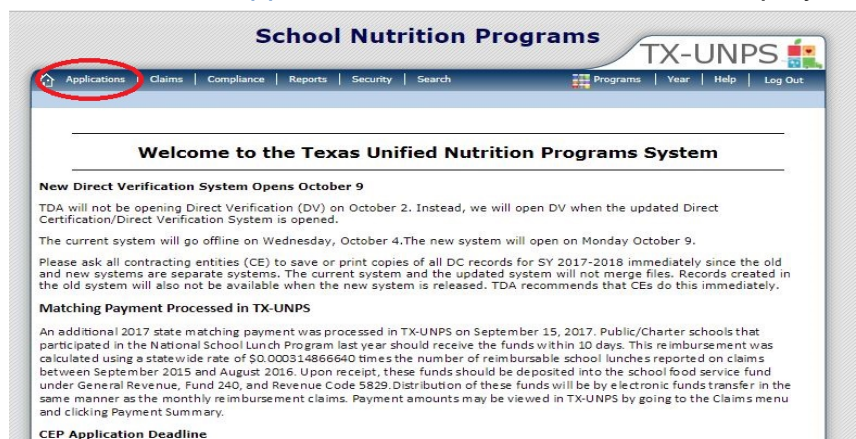 School Nutrition Programs
TX-UNPS
Applications | Claims | Compliance | Reports | Security | Search Programs | Year | Help | Log Out
Welcome to the Texas Unified Nutrition Programs System
New Direct Verification System Opens October 9
TDA will not be opening Direct Verification (DV) on October 2. Instead, we will open DV when the updated Direct
Certification/Direct Verification System is opened.
The current system will go offline on Wednesday, October 4.The new system will open on Monday October 9.
Please ask all contracting entities (CE) to save or print copies of all DC records for SY 2017-2018 immediately since the old
and new systems are separate systems. The current system and the updated system will not merge files. Records created in
the old system will also not be available when the new system is released. TDA recommends that CEs do this immediately.
Matching Payment Processed in TX-UNPS
An additional 2017 state matching payment was processed in TX-UNPS on September 15, 2017. Public/Charter schools that
participated in the National School Lunch Program last year should receive the funds within 10 days. This reimbursement was
calculated using a statewide rate of $0.000314866640 times the number of reimbursable school lunches reported on claims
between September 2015 and August 2016. Upon receipt, these funds should be deposited into the school food service fund
under General Revenue, Fund 240, and Revenue Code 5829.Distribution of these funds will be by electronic funds transfer in the
same manner as the monthly reimbursement claims. Payment amounts may be viewed in TX-UNPS by going to the Claims menu
and clicking Payment Summary.
CEP Application Deadline